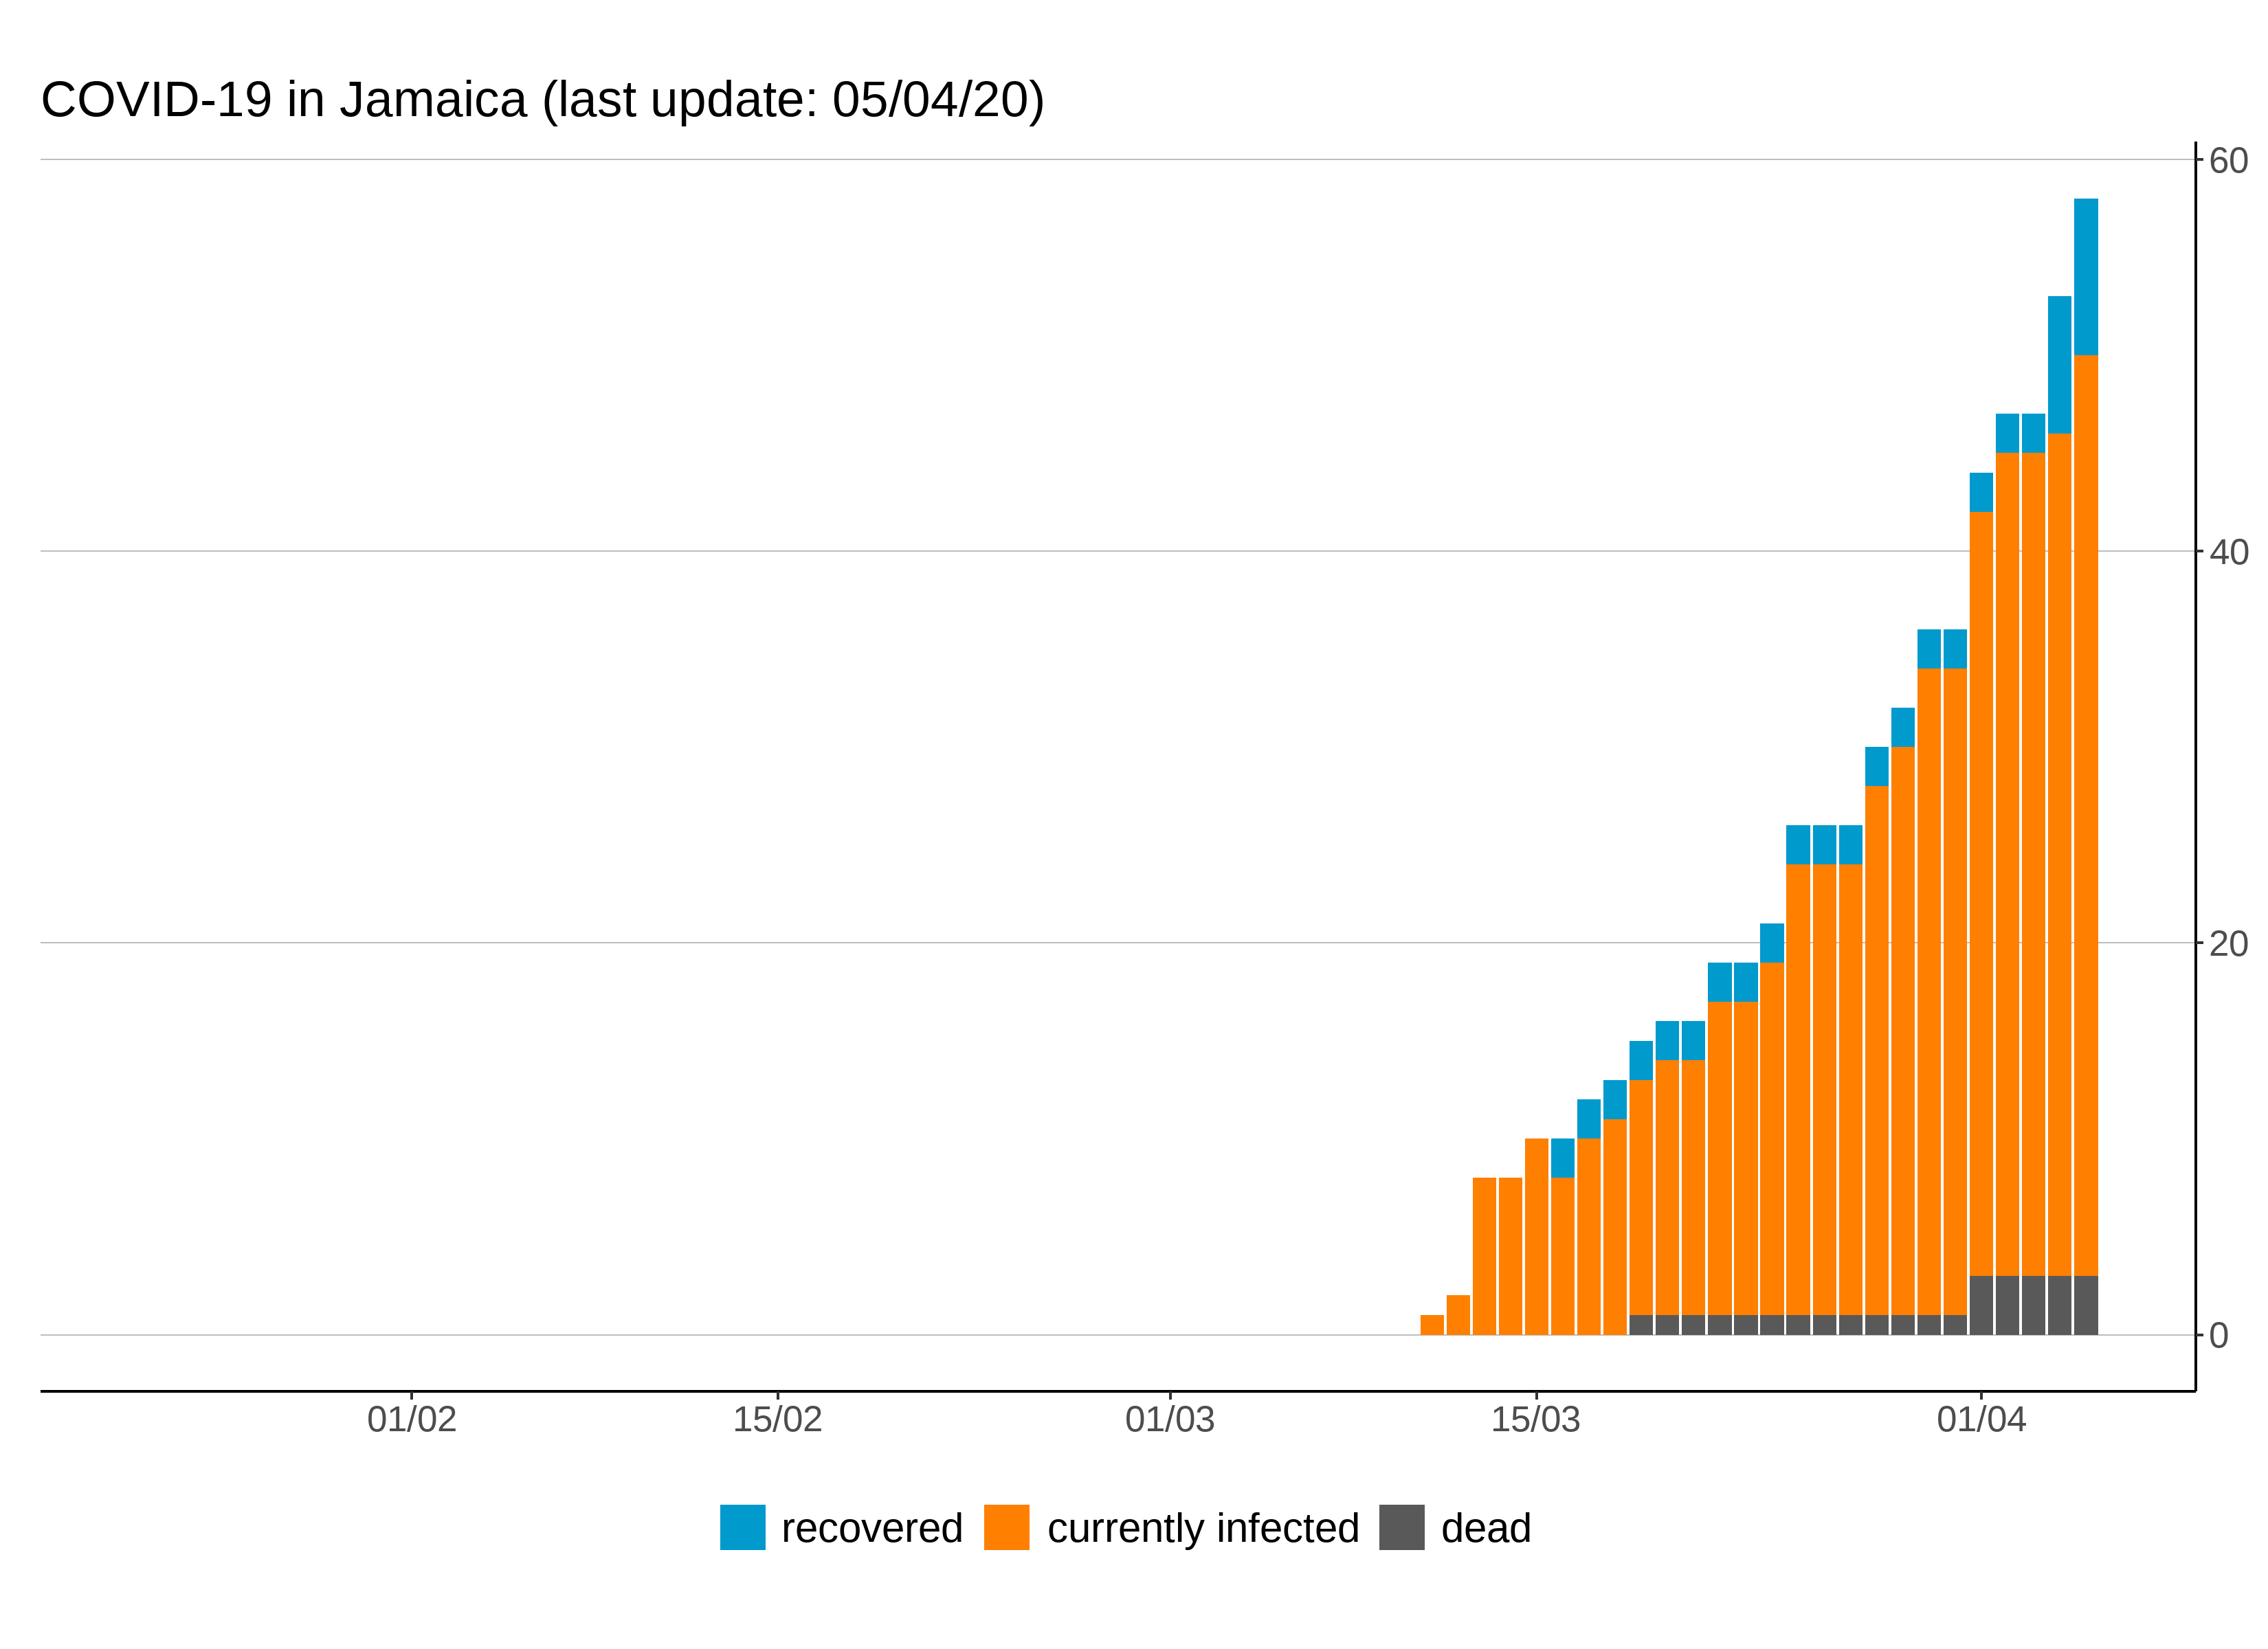 COVID-19 in Jamaica (last update: 05/04/20)
60
40
20
0
01/02 15/02 01/03 15/03 01/04
recovered currently infected dead